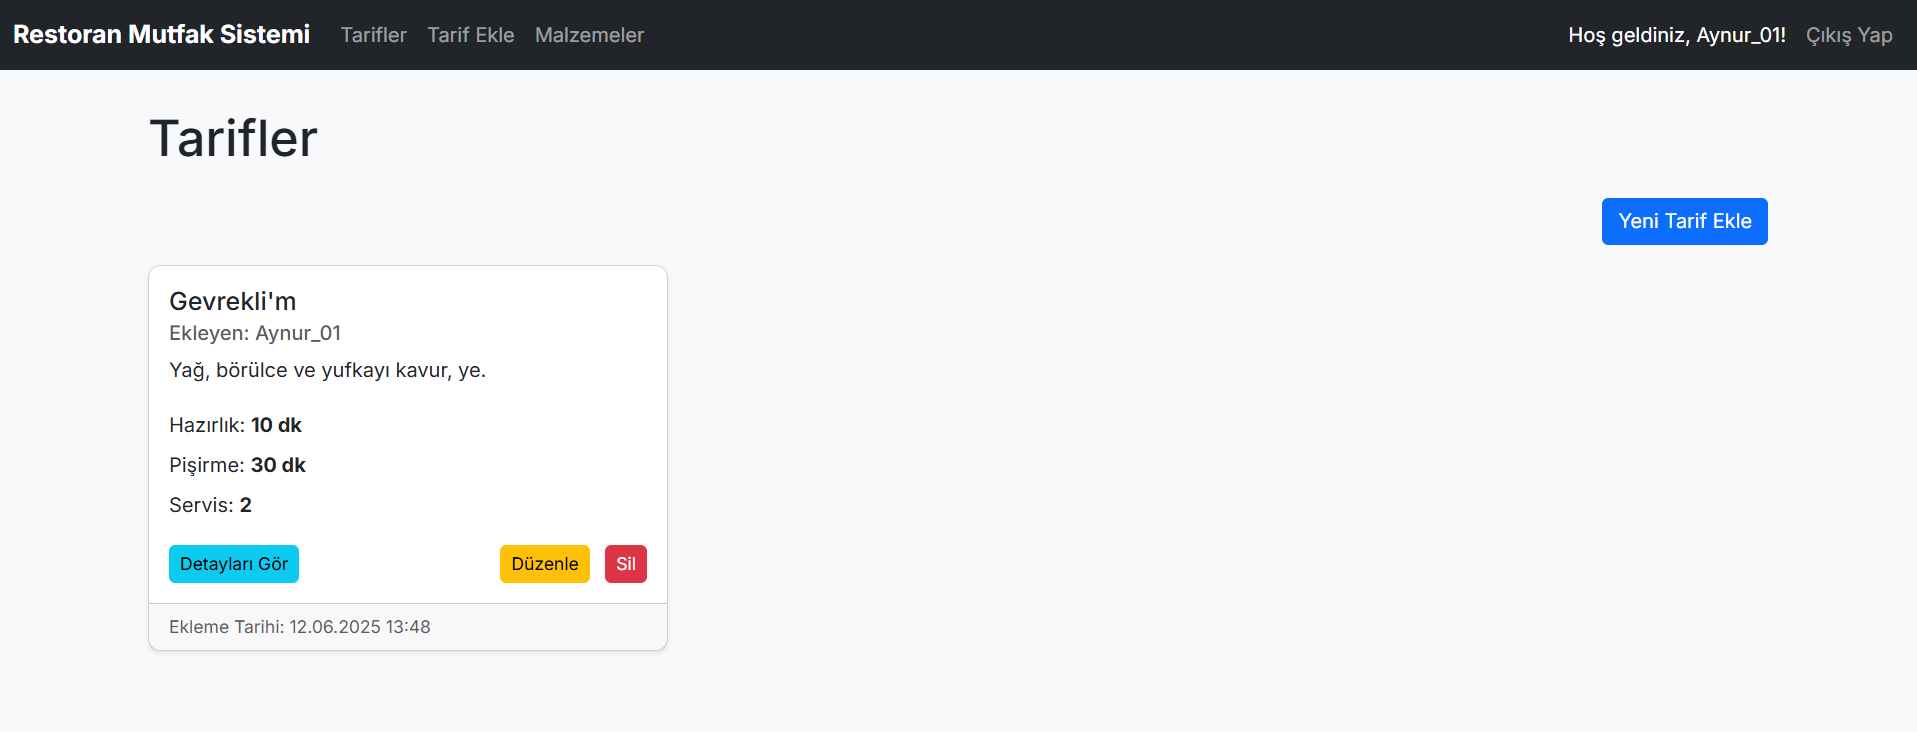 Restoran Mutfak Sistemi Tarifler Tarif Ekle Malzemeler Hoş geldiniz, Aynur_01! Çıkış Yap
Tarifler
Yeni Tarif Ekle
Gevrekli'm
Ekleyen: Aynur_01
Yağ, börülce ve yufkayı kavur, ye.
Hazırlık: 10 dk
Pişirme: 30 dk
Servis: 2
Detayları Gör Düzenle Sil
Ekleme Tarihi: 12.06.2025 13:48